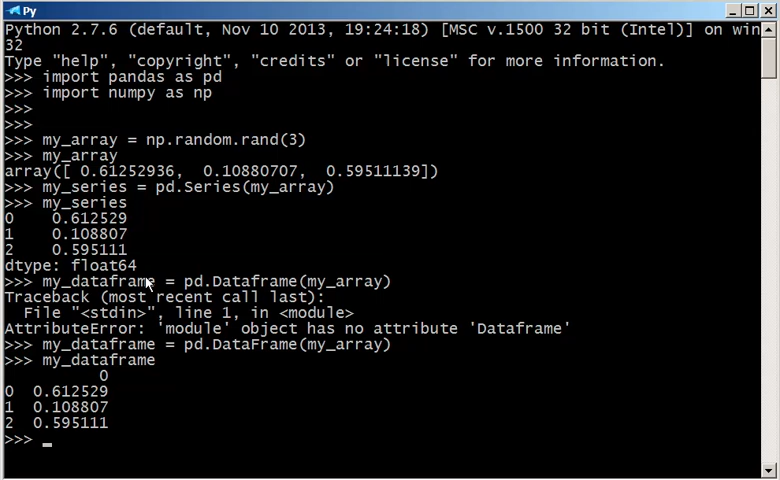 Py
Python 2.7.6 (default, Nov 10 2013, 19:24:18) [MSC v.1500 32 bit (Intel)] on win
32
Type "help", "copyright", "credits" or "license" for more information.
>>> import pandas as pd
>>> import numpy as np
>>>
>>>
>>> my_array = np.random.rand(3)
>>> my_array
array([ 0.61252936,  0.10880707,  0.59511139])
>>> my_series = pd.Series(my_array)
>>> my_series
0    0.612529
1    0.108807
2    0.595111
dtype: float64
>>> my_dataframe = pd.Dataframe(my_array)
Traceback (most recent call last):
  File "<stdin>", line 1, in <module>
AttributeError: 'module' object has no attribute 'Dataframe'
>>> my_dataframe = pd.DataFrame(my_array)
>>> my_dataframe
          0
0  0.612529
1  0.108807
2  0.595111
>>> _